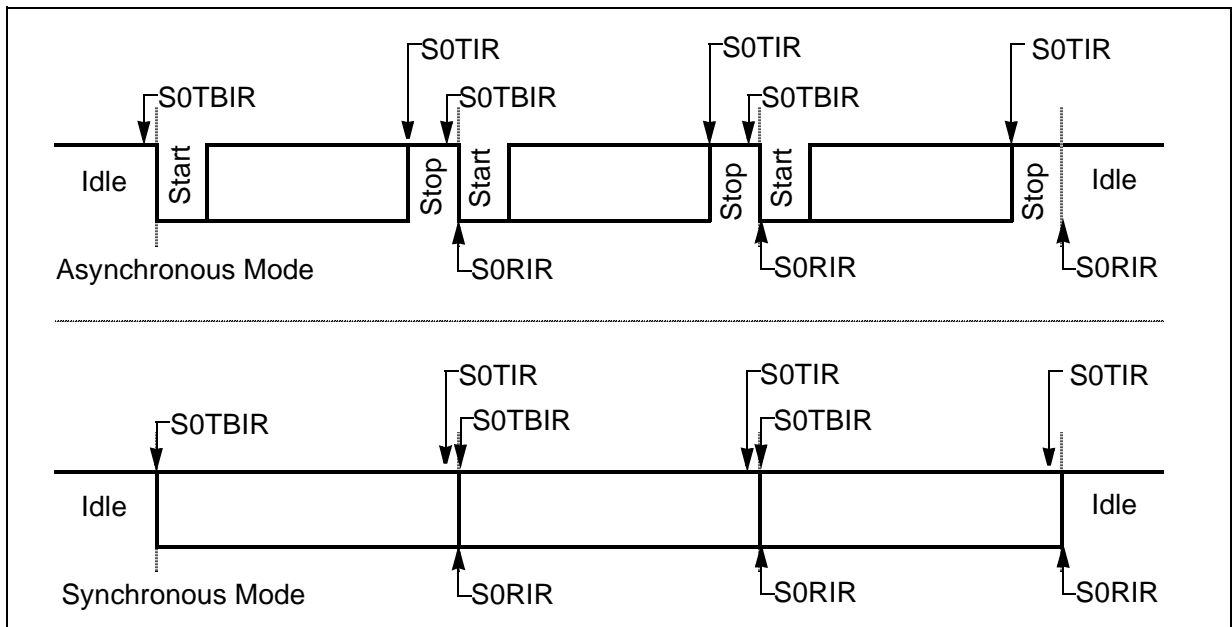 S0TIR S0TIR S0TIR
S0TBIR S0TBIR S0TBIR
Idle Start Stop Start Stop Start Stop Idle
Asynchronous Mode S0RIR S0RIR S0RIR
S0TIR S0TIR S0TIR
S0TBIR S0TBIR S0TBIR
Idle Idle
Synchronous Mode S0RIR S0RIR S0RIR